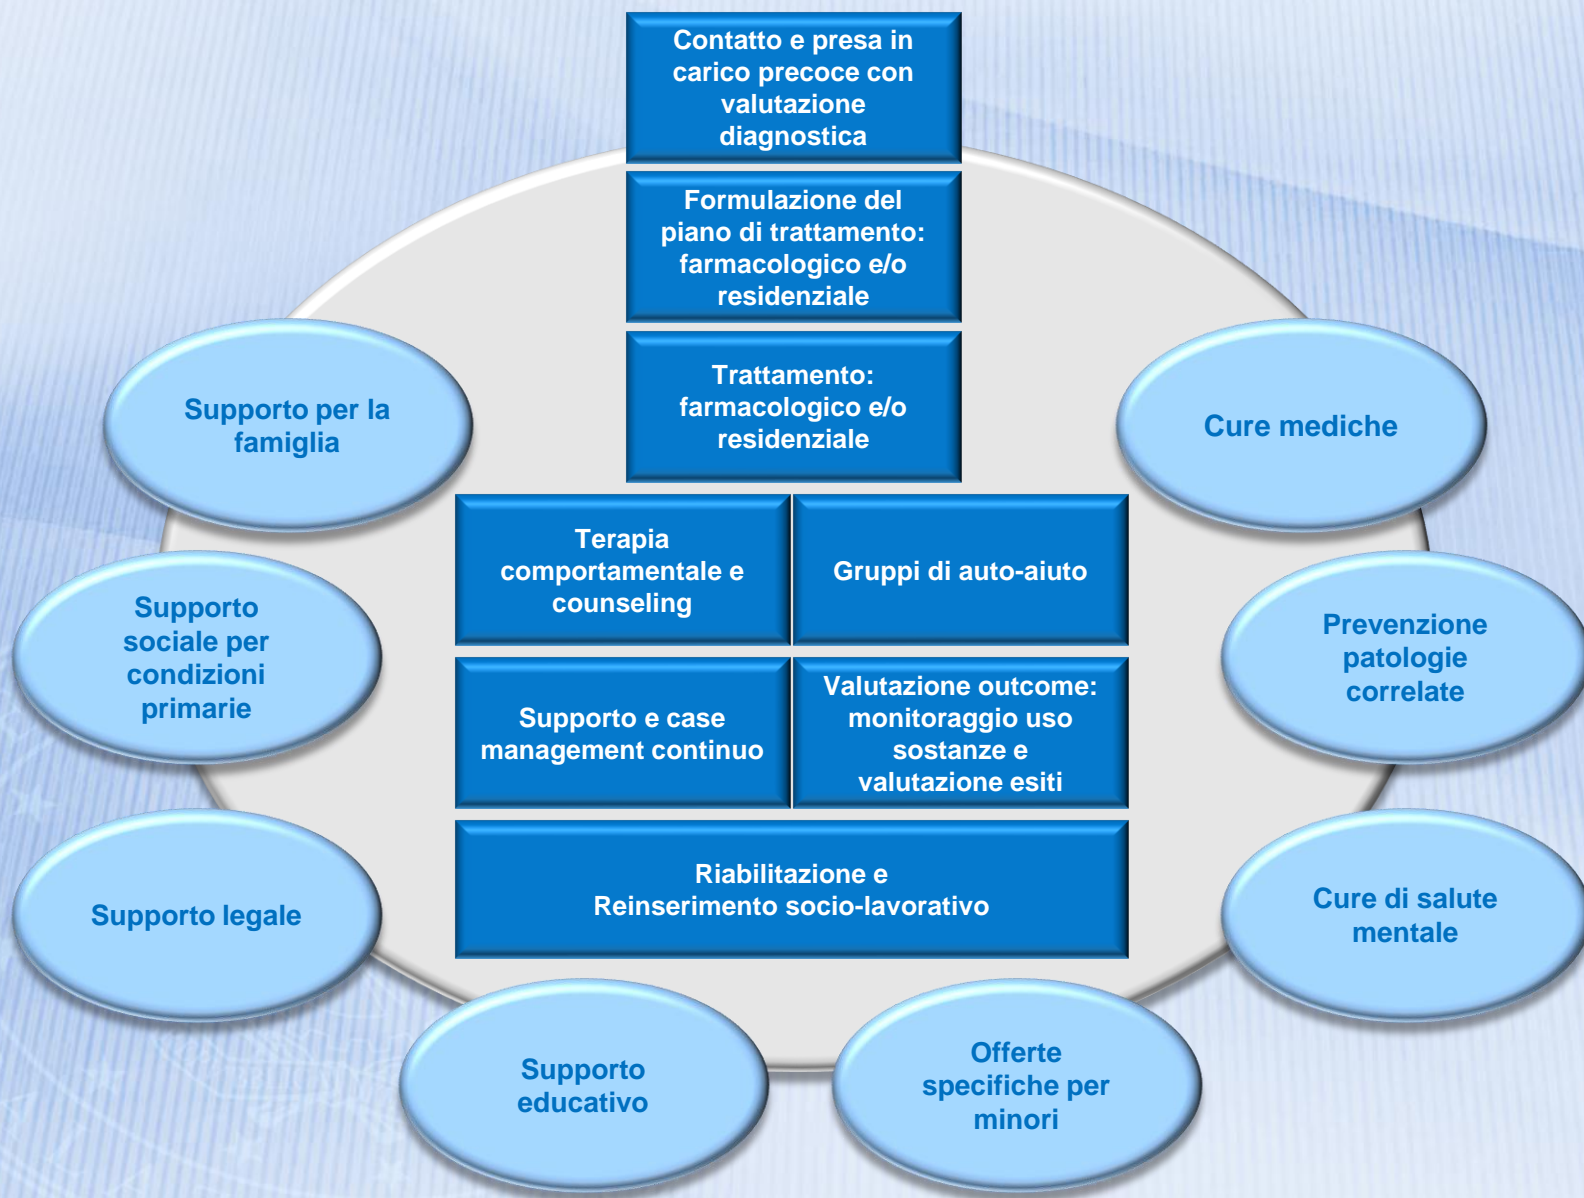 Contatto e presa in
carico precoce con
valutazione
diagnostica
Formulazione del
piano di trattamento:
farmacologico e/o
residenziale
Trattamento:
farmacologico e/o
residenziale
Supporto per la
famiglia
Cure mediche
Terapia
comportamentale e
counseling
Gruppi di auto-aiuto
Supporto
sociale per
condizioni
primarie
Prevenzione
patologie
correlate
Supporto e case
management continuo
Valutazione outcome:
monitoraggio uso
sostanze e
valutazione esiti
Riabilitazione e
Reinserimento socio-lavorativo
Supporto legale
Cure di salute
mentale
Supporto
educativo
Offerte
specifiche per
minori